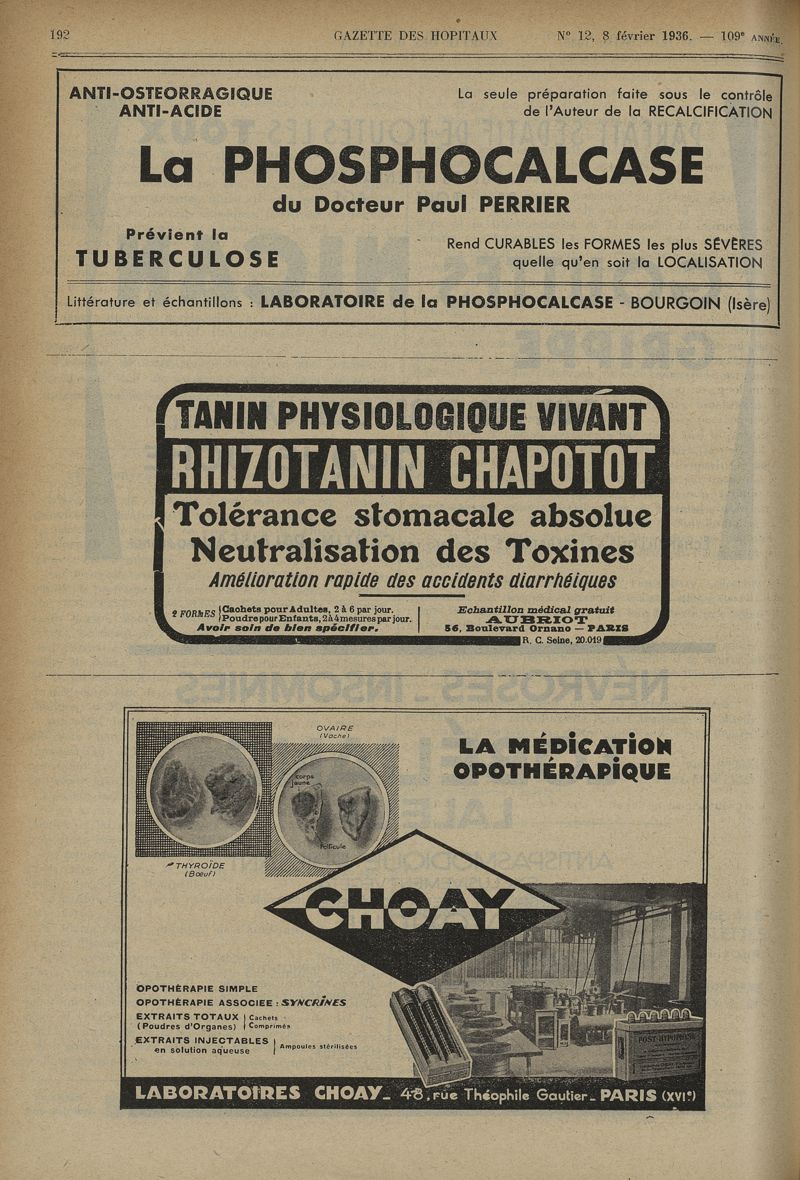 192 GAZETTE DES HOPITAUX N° 12, 8 février 1936. — 109e ANNÉE.
ANTI-OSTEORRAGIQUE
ANTI-ACIDE
La seule préparation faite sous le contrôle
de l'Auteur de la RECALCIFICATION
La PHOSPHOCALCASE
du Docteur Paul PERRIER
Prévient la
TUBERCULOSE
Rend CURABLES les FORMES les plus SÉVÈRES
quelle qu'en soit la LOCALISATION
Littérature et échantillons : LABORATOIRE de la PHOSPHOCALCASE - BOURGOIN (Isère)
TANIN PHYSIOLOGIQUE VIVANT
RHIZOTANIN CHAPOTOT
Tolérance stomacale absolue
Neutralisation des Toxines
Amélioration rapide des accidents diarrhéiques
2 FORMES
Cachets pour Adultes, 2 à 6 par jour.
Poudre pour Enfants, 2 à 4 mesures par jour.
Avoir soin de bien spécifier.
Echantillon médical gratuit
AUBRIOT
56, Boulevard Ornano — PARIS
R. C. Seine, 20.019
OVAIRE
(Vache)
corps
jaune
follicule
THYROÏDE
(Bœuf)
LA MÉDICATION
OPOTHÉRAPIQUE
CHOAY
OPOTHÉRAPIE SIMPLE
OPOTHÉRAPIE ASSOCIEE : SYNCRINES
EXTRAITS TOTAUX | Cachets
(Poudres d'Organes) | Comprimés
EXTRAITS INJECTABLES | Ampoules stérilisées
en solution aqueuse
POST-HYPOPHYSE
LABORATOIRES CHOAY_ 48, rue Théophile Gautier_ PARIS (XVIe)